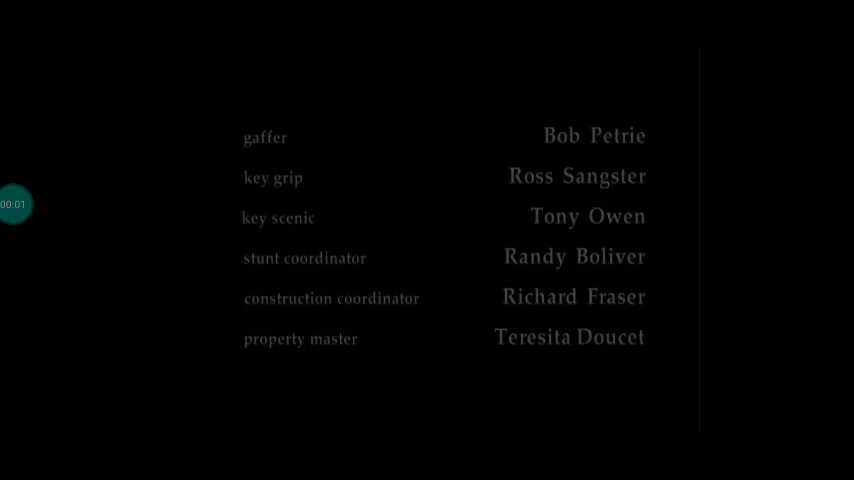 gaffer Bob Petrie
key grip Ross Sangster
00:01
key scenic Tony Owen
stunt coordinator Randy Boliver
construction coordinator Richard Fraser
property master Teresita Doucet